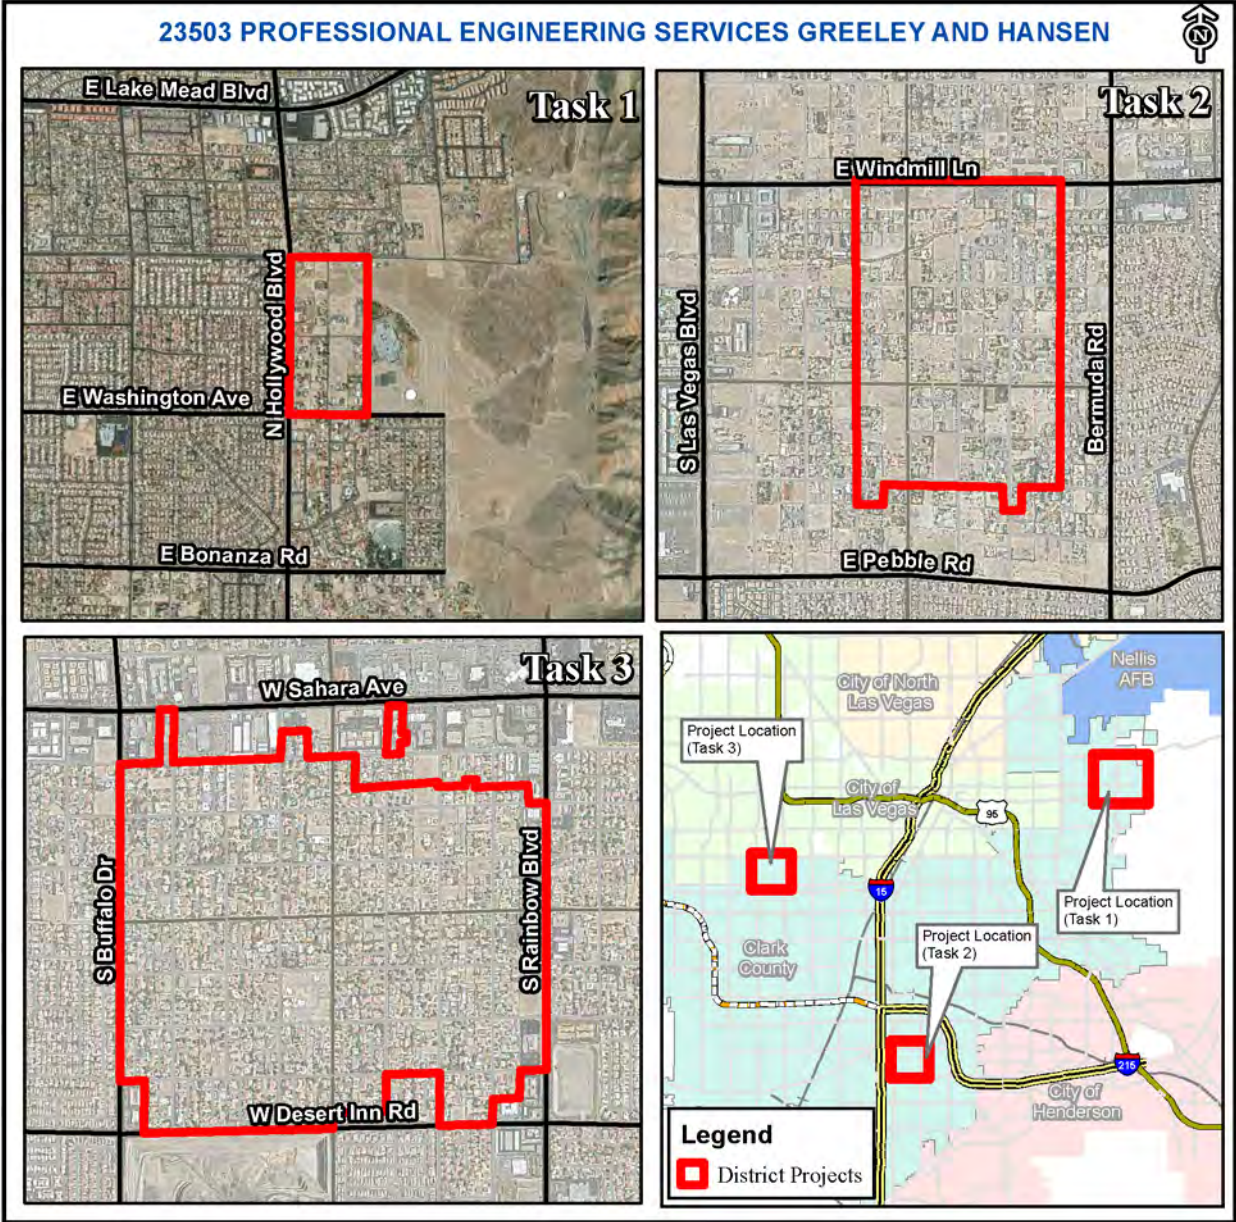 23503 PROFESSIONAL ENGINEERING SERVICES GREELEY AND HANSEN
N
E Lake Mead Blvd
Task 1
N Hollywood Blvd
E Washington Ave
E Bonanza Rd
Task 2
E Windmill Ln
S Las Vegas Blvd
Bermuda Rd
E Pebble Rd
Task 3
W Sahara Ave
S Buffalo Dr
S Rainbow Blvd
W Desert Inn Rd
Nellis
AFB
City of North
Las Vegas
Project Location
(Task 3)
City of
Las Vegas
95
15
Project Location
(Task 1)
Project Location
(Task 2)
Clark
County
215
City of
Henderson
Legend
District Projects